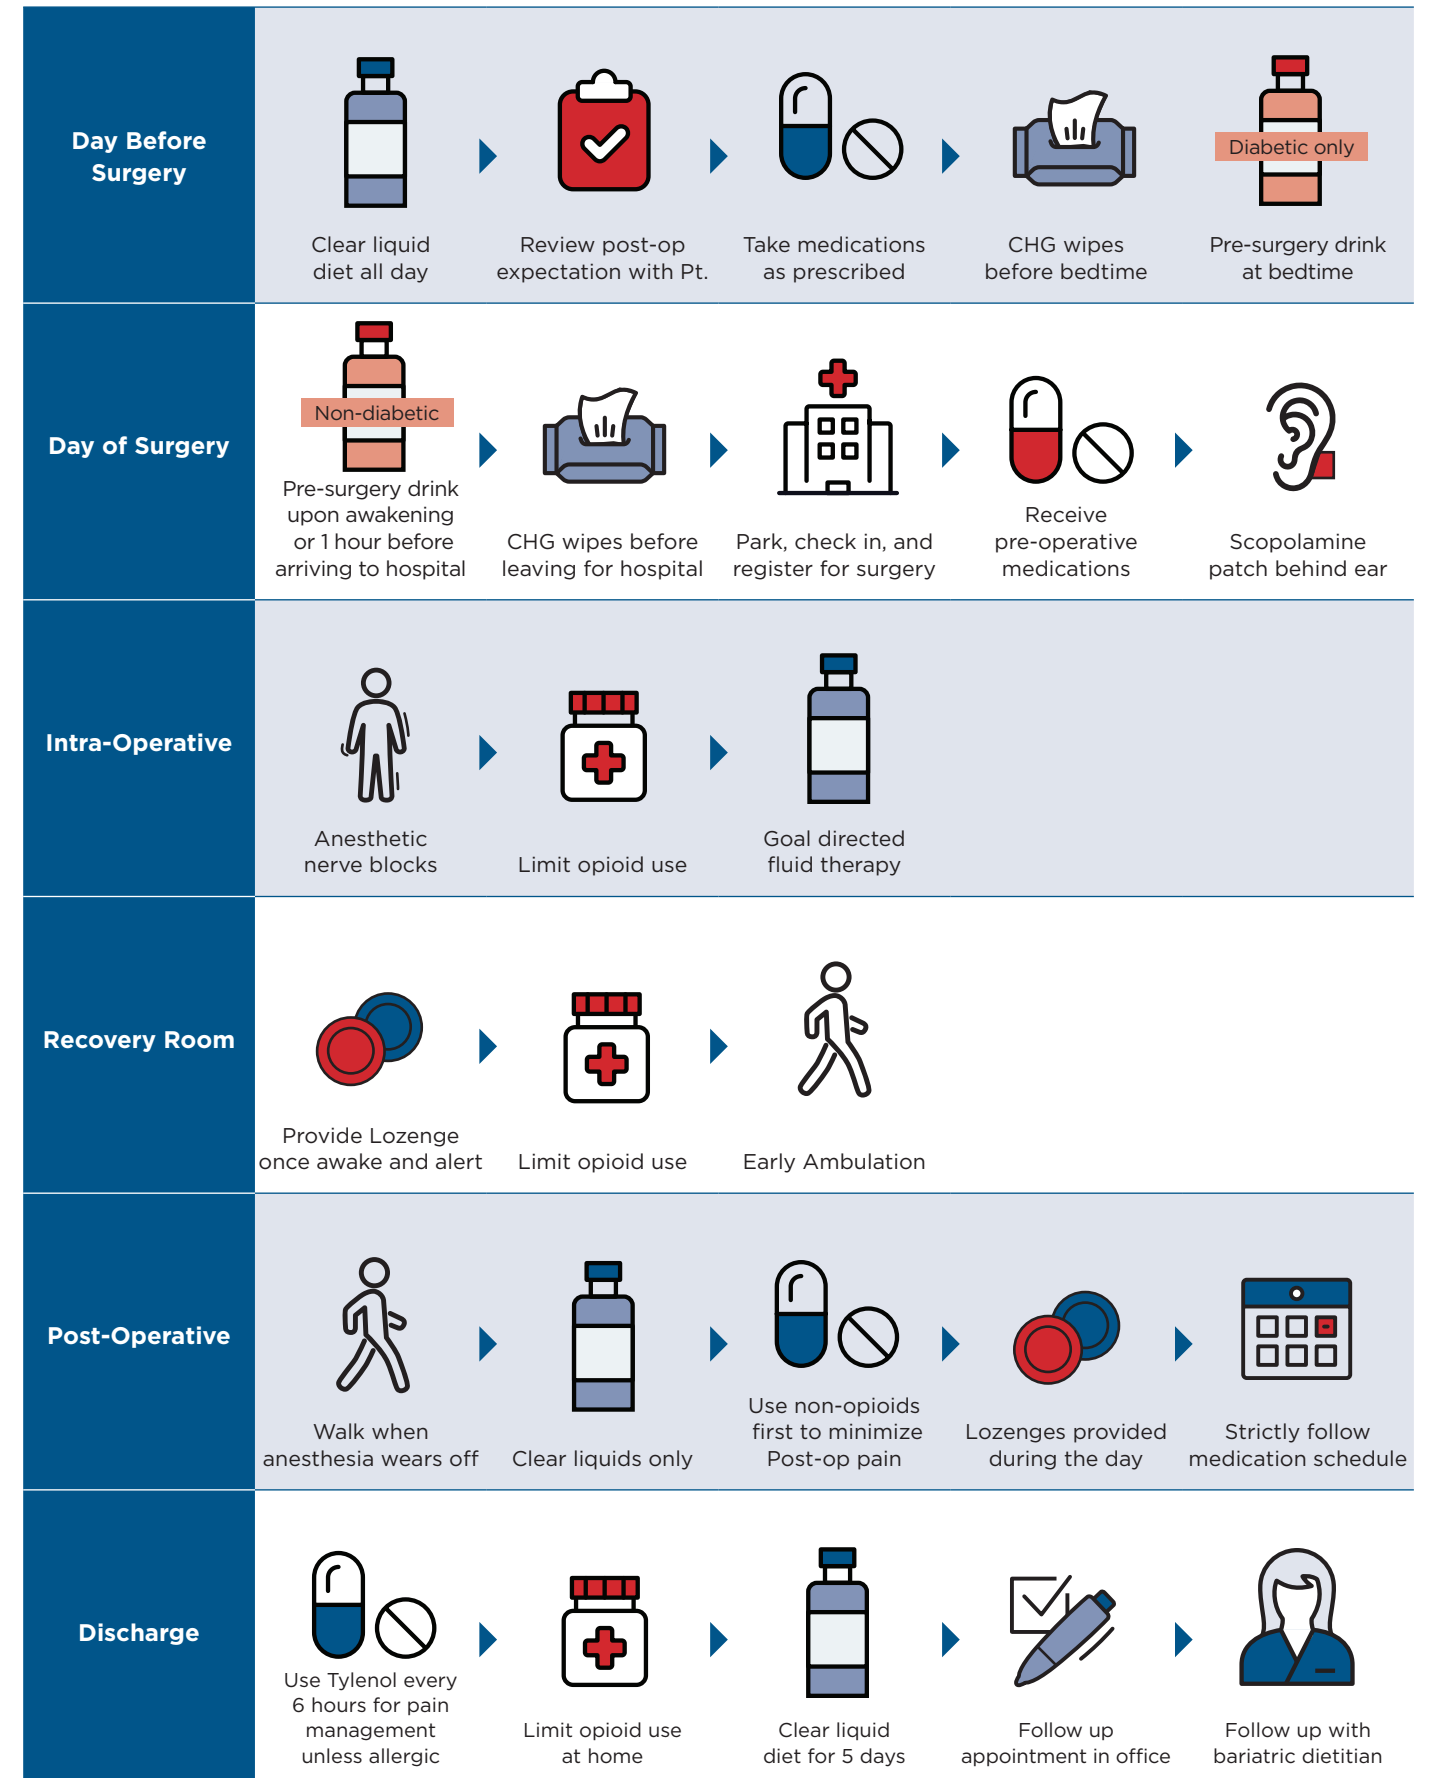 Day Before
Surgery
Clear liquid
diet all day
Review post-op
expectation with Pt.
Take medications
as prescribed
CHG wipes
before bedtime
Diabetic only
Pre-surgery drink
at bedtime
Day of Surgery
Non-diabetic
Pre-surgery drink
upon awakening
or 1 hour before
arriving to hospital
CHG wipes before
leaving for hospital
Park, check in, and
register for surgery
Receive
pre-operative
medications
Scopolamine
patch behind ear
Intra-Operative
Anesthetic
nerve blocks
Limit opioid use
Goal directed
fluid therapy
Recovery Room
Provide Lozenge
once awake and alert
Limit opioid use
Early Ambulation
Post-Operative
Walk when
anesthesia wears off
Clear liquids only
Use non-opioids
first to minimize
Post-op pain
Lozenges provided
during the day
Strictly follow
medication schedule
Discharge
Use Tylenol every
6 hours for pain
management
unless allergic
Limit opioid use
at home
Clear liquid
diet for 5 days
Follow up
appointment in office
Follow up with
bariatric dietitian